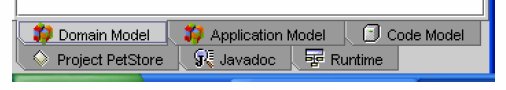 Domain Model Application Model Code Model
Project PetStore Javadoc Runtime